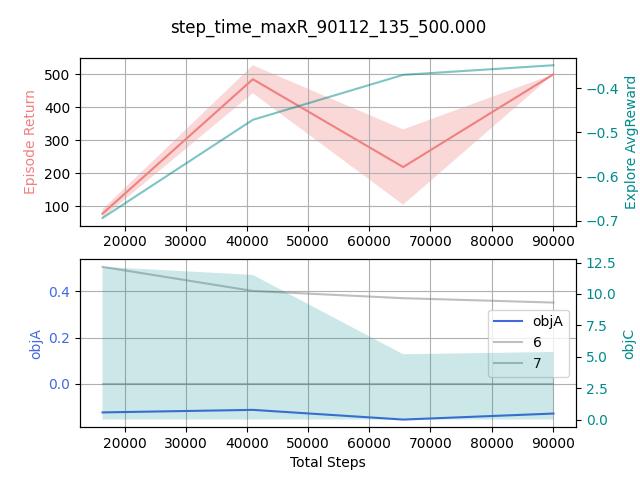 step_time_maxR_90112_135_500.000
500
400
300
200
100
Episode Return
−0.4
−0.5
−0.6
−0.7
Explore AvgReward
20000 30000 40000 50000 60000 70000 80000 90000
0.4
0.2
0.0
objA
12.5
10.0
7.5
5.0
2.5
0.0
objC
objA
6
7
20000 30000 40000 50000 60000 70000 80000 90000
Total Steps